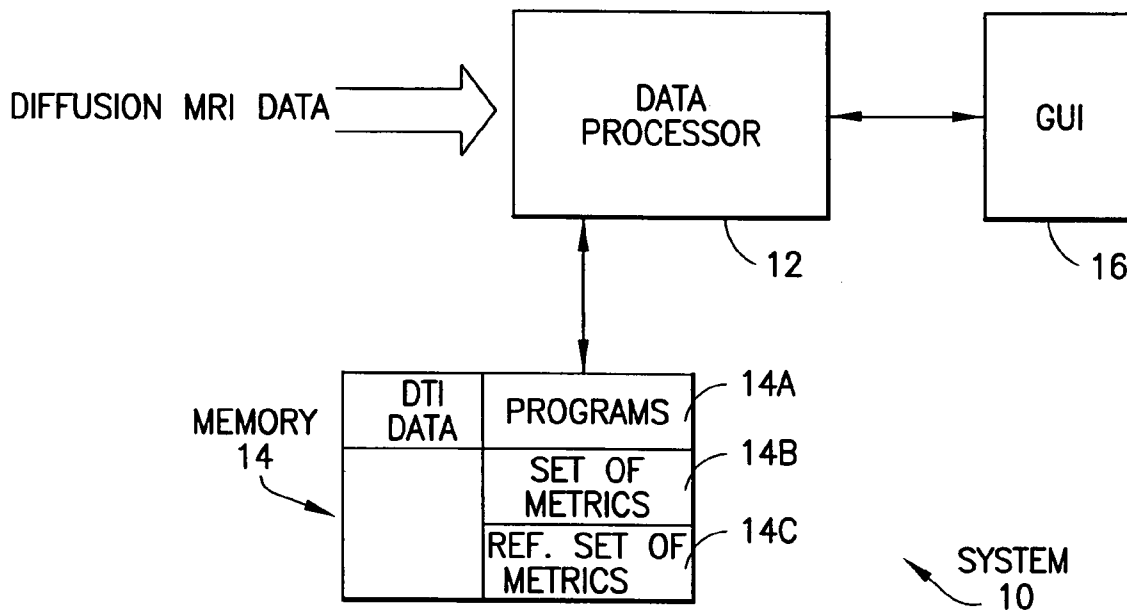 DIFFUSION MRI DATA
DATA
PROCESSOR
GUI
12
16
MEMORY
14
DTI
DATA
PROGRAMS
14A
SET OF
METRICS
14B
REF. SET OF
METRICS
14C
SYSTEM
10